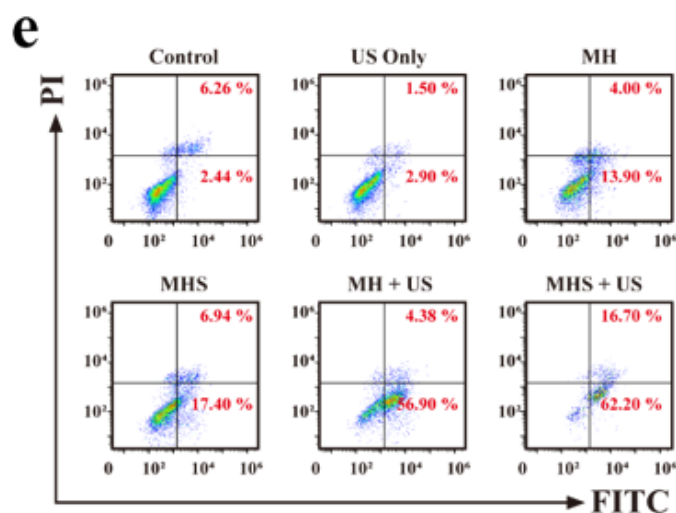 e
PI
Control US Only MH
10⁶ 6.26 % 10⁶ 1.50 % 10⁶ 4.00 %
10⁴ 10⁴ 10⁴
2.44 % 2.90 % 13.90 %
10² 10² 10²
0 10² 10⁴ 10⁶ 0 10² 10⁴ 10⁶ 0 10² 10⁴ 10⁶
MHS MH + US MHS + US
10⁶ 6.94 % 10⁶ 4.38 % 10⁶ 16.70 %
10⁴ 10⁴ 10⁴
17.40 % 56.90 % 62.20 %
10² 10² 10²
0 10² 10⁴ 10⁶ 0 10² 10⁴ 10⁶ 0 10² 10⁴ 10⁶
FITC